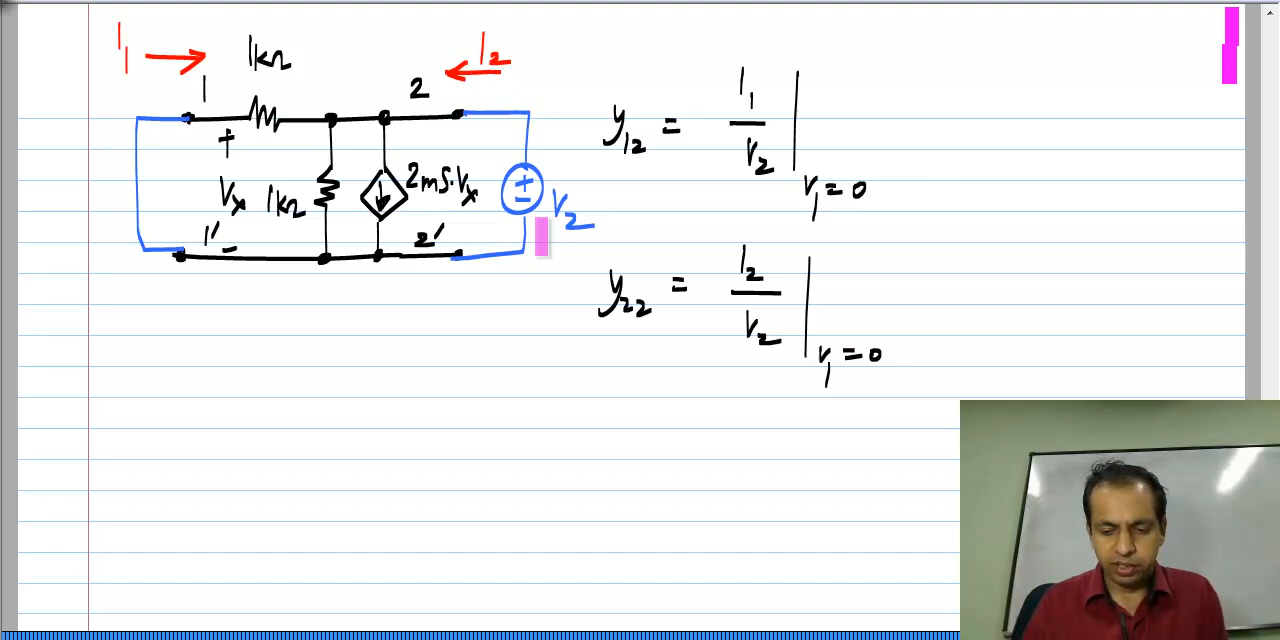 I₁ → 1kΩ I₂ ←
1 2
+
Vx 1kΩ 2mS·Vx + − V₂
1′ − 2′
y₁₂ = I₁ / V₂ | V₁ = 0
y₂₂ = I₂ / V₂ | V₁ = 0